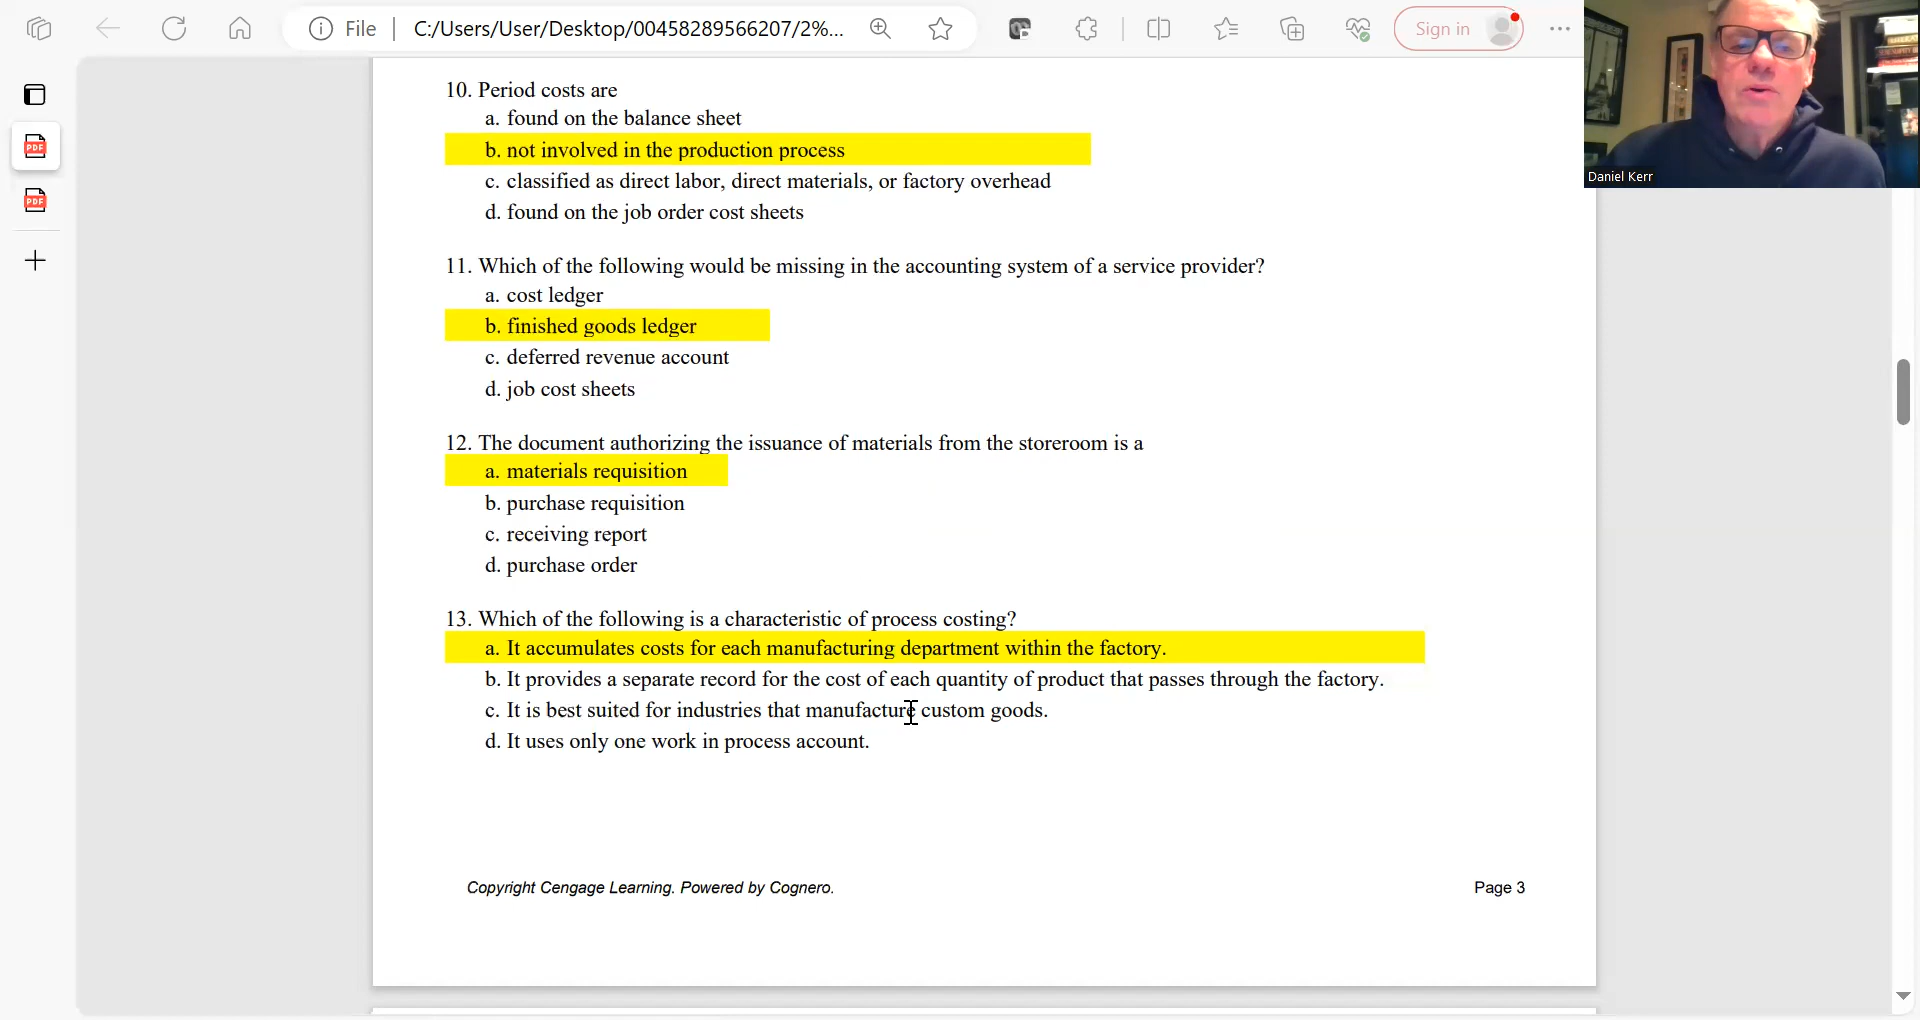 File
C:/Users/User/Desktop/00458289566207/2%...
Sign in
10. Period costs are
a. found on the balance sheet
b. not involved in the production process
c. classified as direct labor, direct materials, or factory overhead
d. found on the job order cost sheets
11. Which of the following would be missing in the accounting system of a service provider?
a. cost ledger
b. finished goods ledger
c. deferred revenue account
d. job cost sheets
12. The document authorizing the issuance of materials from the storeroom is a
a. materials requisition
b. purchase requisition
c. receiving report
d. purchase order
13. Which of the following is a characteristic of process costing?
a. It accumulates costs for each manufacturing department within the factory.
b. It provides a separate record for the cost of each quantity of product that passes through the factory.
c. It is best suited for industries that manufacture custom goods.
d. It uses only one work in process account.
Copyright Cengage Learning. Powered by Cognero.
Page 3
Daniel Kerr
PDF
PDF